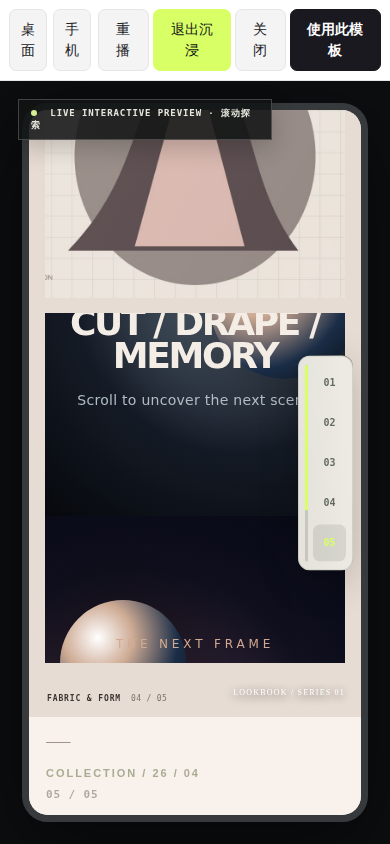 桌面
手机
重播
退出沉浸
关闭
使用此模板
LIVE INTERACTIVE PREVIEW · 滚动探索
ON
CUT / DRAPE /
MEMORY
Scroll to uncover the next
01
02
03
04
05
THE NEXT FRAME
FABRIC & FORM 04 / 05
LOOKBOOK / SERIES 01
COLLECTION / 26 / 04
05 / 05